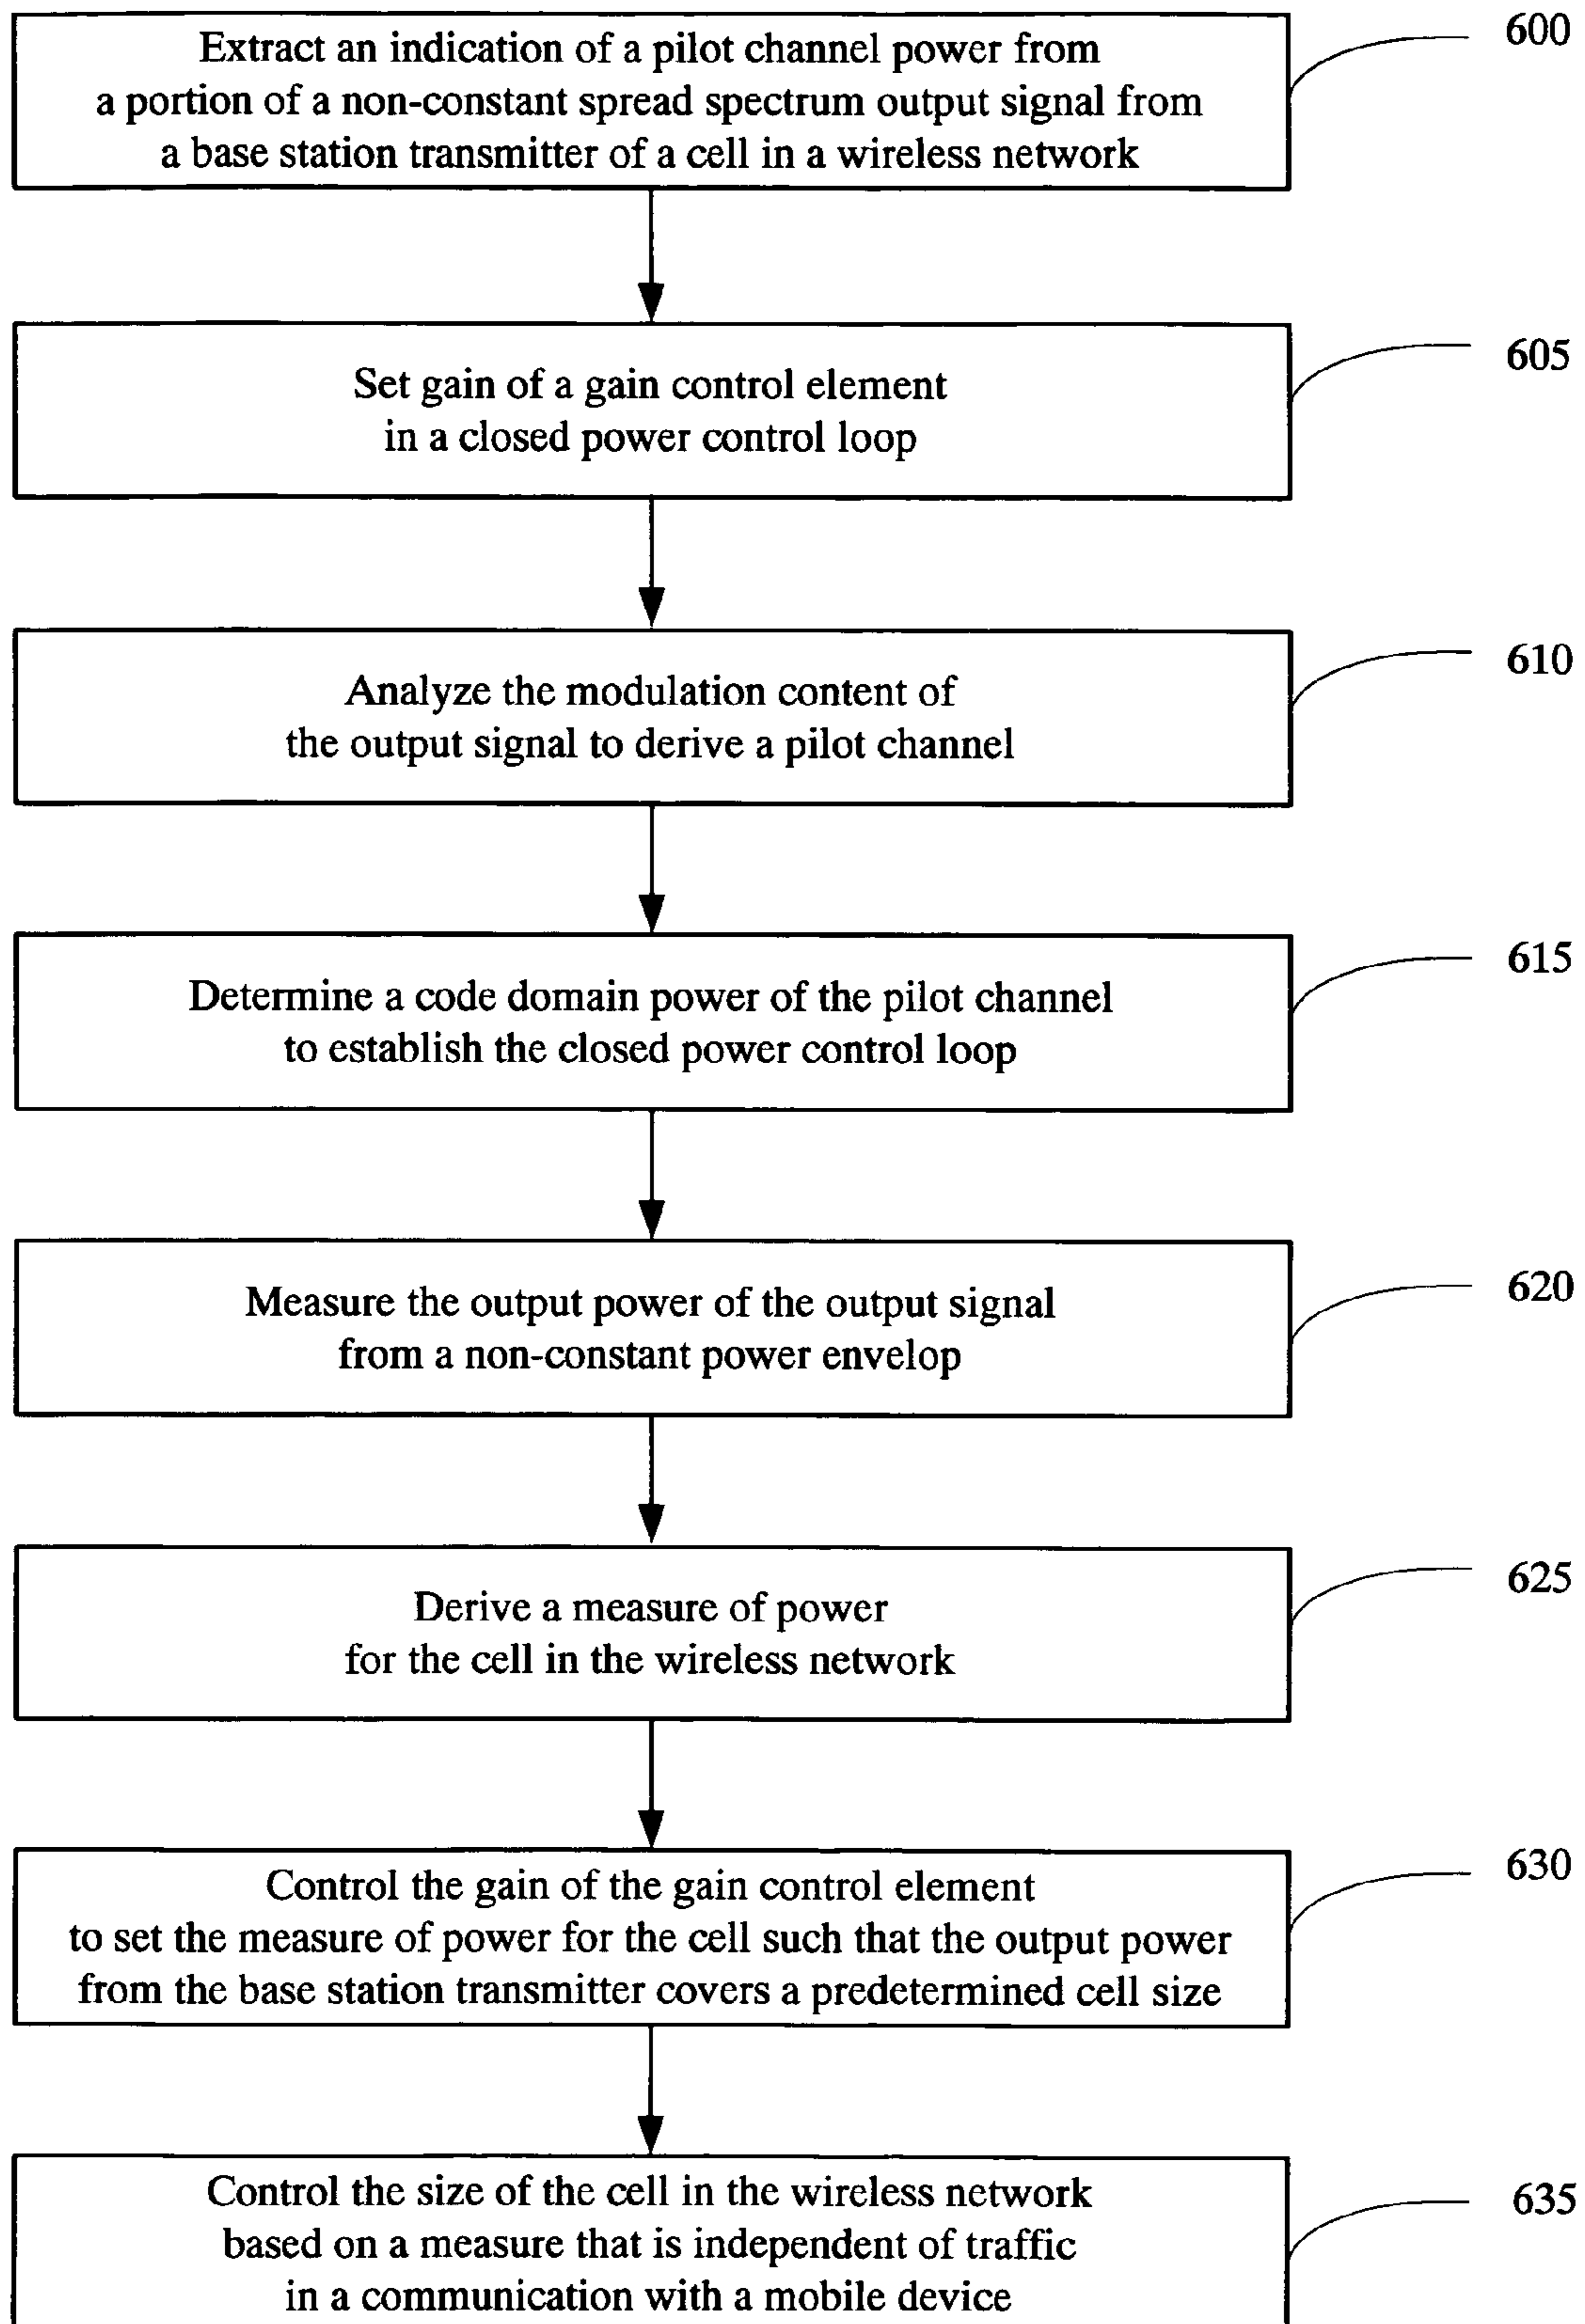 Extract an indication of a pilot channel power from
a portion of a non-constant spread spectrum output signal from
a base station transmitter of a cell in a wireless network
600
Set gain of a gain control element
in a closed power control loop
605
Analyze the modulation content of
the output signal to derive a pilot channel
610
Determine a code domain power of the pilot channel
to establish the closed power control loop
615
Measure the output power of the output signal
from a non-constant power envelop
620
Derive a measure of power
for the cell in the wireless network
625
Control the gain of the gain control element
to set the measure of power for the cell such that the output power
from the base station transmitter covers a predetermined cell size
630
Control the size of the cell in the wireless network
based on a measure that is independent of traffic
in a communication with a mobile device
635